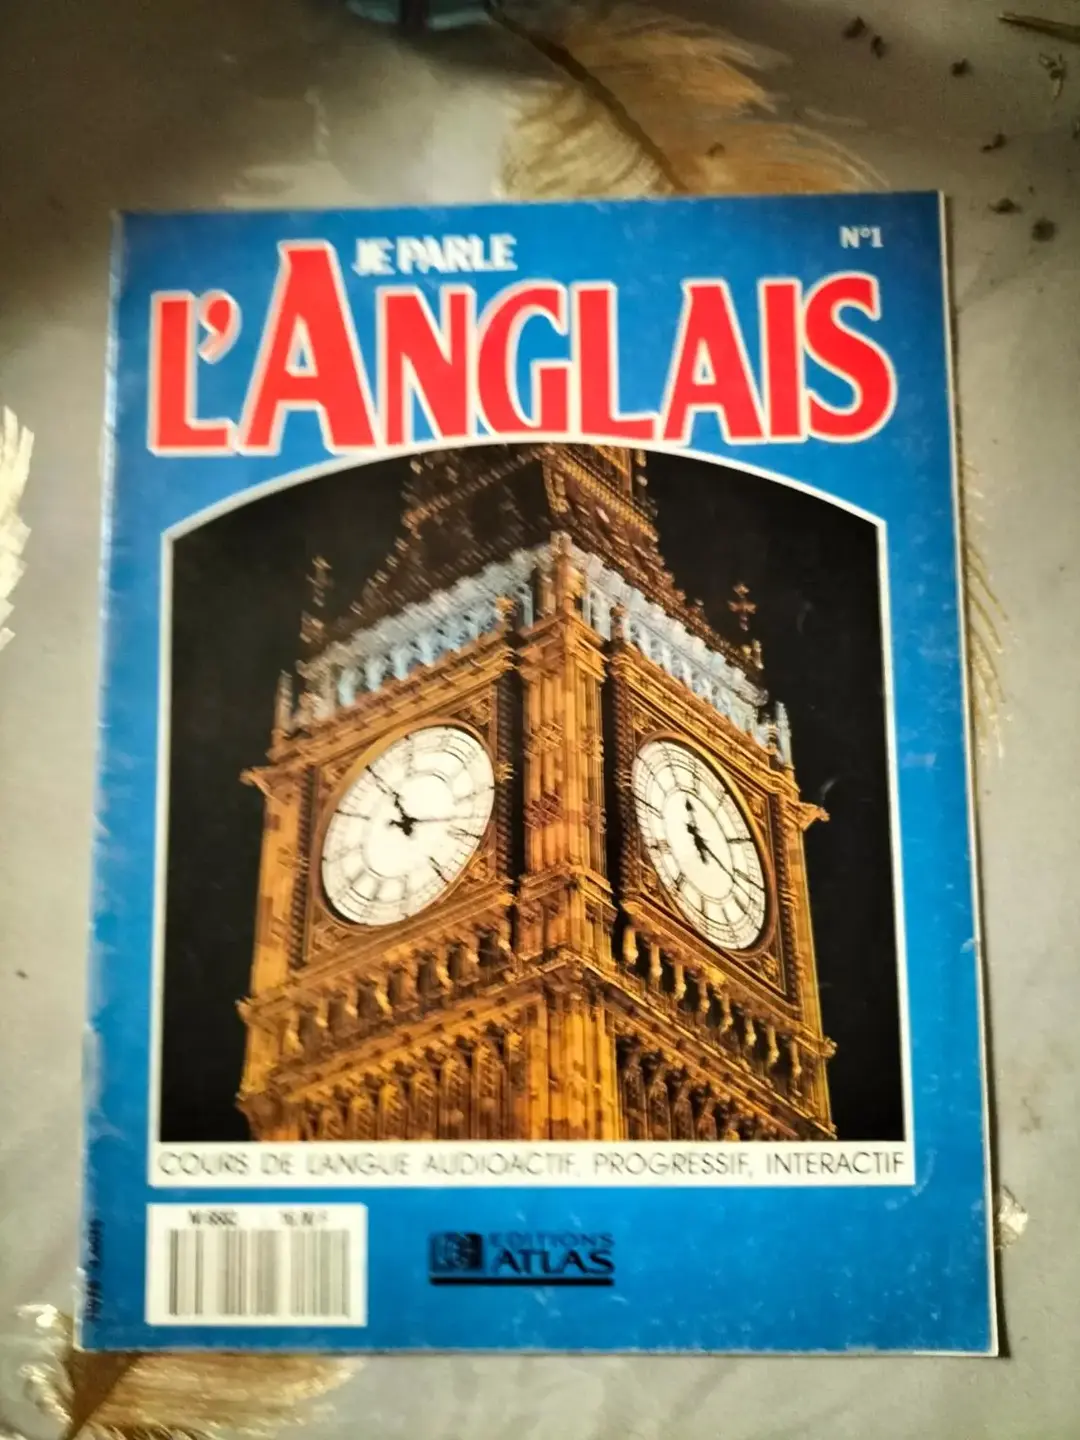 JE PARLE
N°1
L'ANGLAIS
COURS DE LANGUE AUDIOACTIF, PROGRESSIF, INTERACTIF
EDITIONS
ATLAS